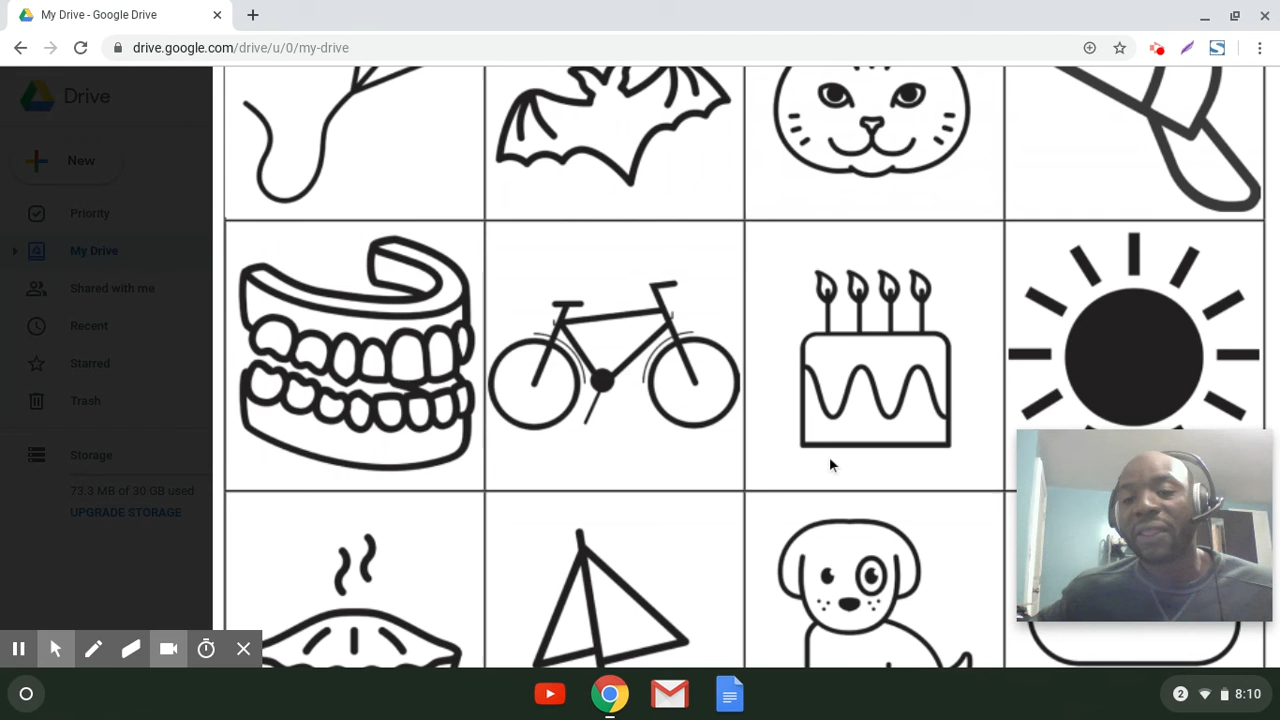 My Drive - Google Drive
drive.google.com/drive/u/0/my-drive
Drive
New
Priority
My Drive
Shared with me
Recent
Starred
Trash
Storage
73.3 MB of 30 GB used
UPGRADE STORAGE
2
8:10